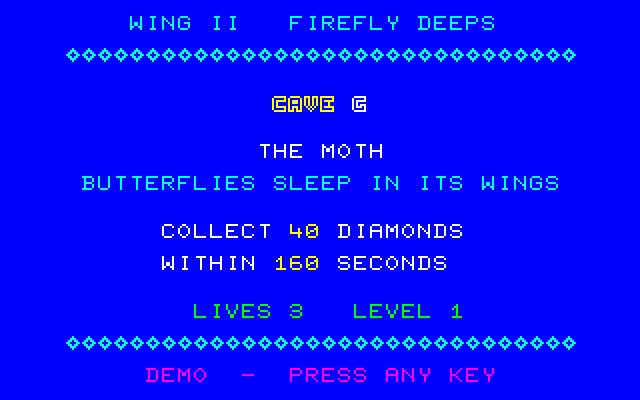 WING II FIREFLY DEEPS
CAVE G
THE MOTH
BUTTERFLIES SLEEP IN ITS WINGS
COLLECT 40 DIAMONDS
WITHIN 160 SECONDS
LIVES 3 LEVEL 1
DEMO - PRESS ANY KEY